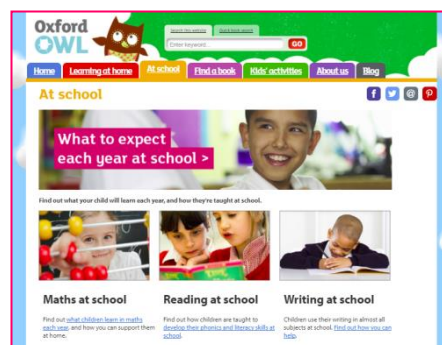 Oxford
OWL
Search this website
Quick book search
Enter keyword...
GO
Home
Learning at home
At school
Find a book
Kids' activities
About us
Blog
At school
What to expect
each year at school >
Find out what your child will learn each year, and how they're taught at school.
Maths at school
Find out what children learn in maths
each year, and how you can support them
at home.
Reading at school
Find out how children are taught to
develop their phonics and literacy skills at
school.
Writing at school
Children use their writing in almost all
subjects at school. Find out how you can
help.